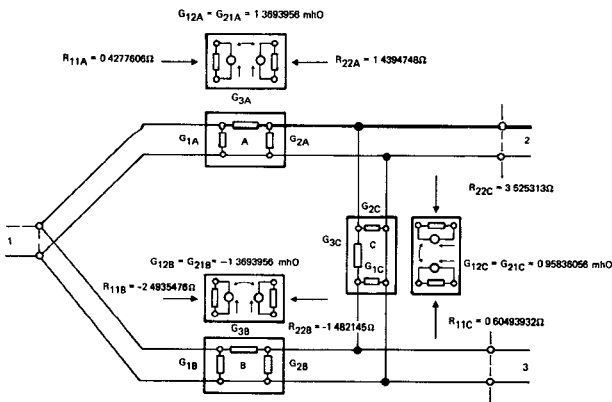 G12A = G21A = 1 3693956 mhO
R11A = 0 4277606Ω
R22A = 1 4394748Ω
G3A
G1A
A
G2A
2
R22C = 3 525313Ω
G2C
G3C
C
G1C
G12C = G21C = 0 95836056 mhO
1
G12B = G21B = -1 3693956 mhO
R11B = -2 4935476Ω
G3B
R22B = -1 482145Ω
R11C = 0 60493932Ω
G1B
B
G2B
3